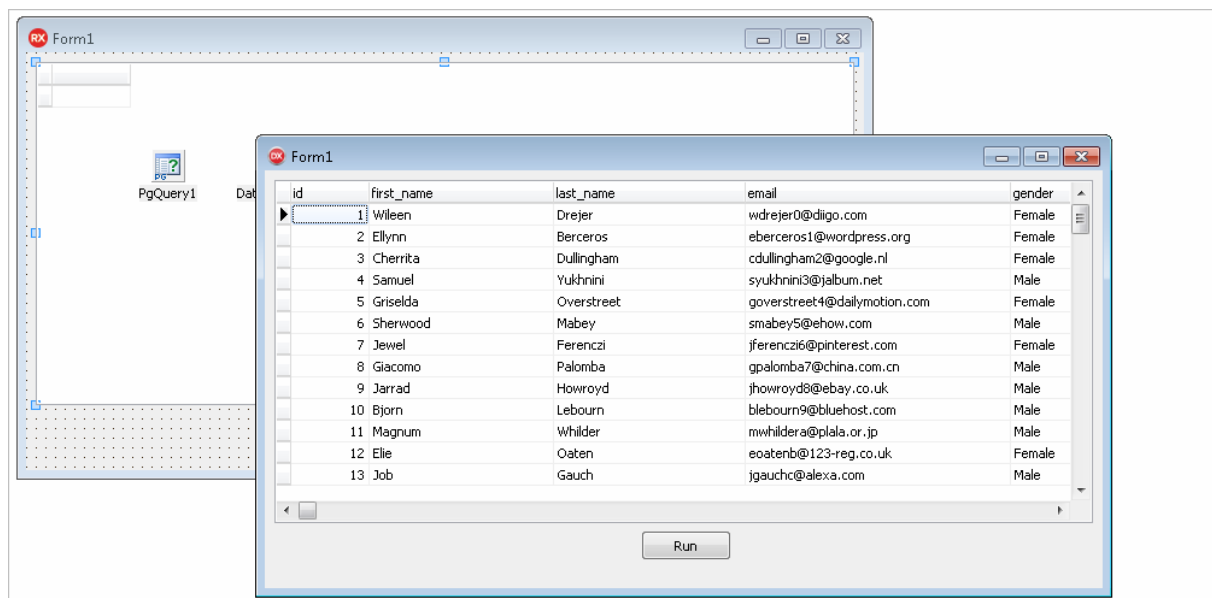 RX Form1
PG
PgQuery1
Dat
DX Form1
id first_name last_name email gender
1 Wileen Drejer wdrejer0@diigo.com Female
2 Ellynn Berceros eberceros1@wordpress.org Female
3 Cherrita Dullingham cdullingham2@google.nl Female
4 Samuel Yukhnini syukhnini3@jalbum.net Male
5 Griselda Overstreet goverstreet4@dailymotion.com Female
6 Sherwood Mabey smabey5@ehow.com Male
7 Jewel Ferenczi jferenczi6@pinterest.com Female
8 Giacomo Palomba gpalomba7@china.com.cn Male
9 Jarrad Howroyd jhowroyd8@ebay.co.uk Male
10 Bjorn Lebourn blebourn9@bluehost.com Male
11 Magnum Whilder mwhildera@plala.or.jp Male
12 Elie Oaten eoatenb@123-reg.co.uk Female
13 Job Gauch jgauchc@alexa.com Male
Run